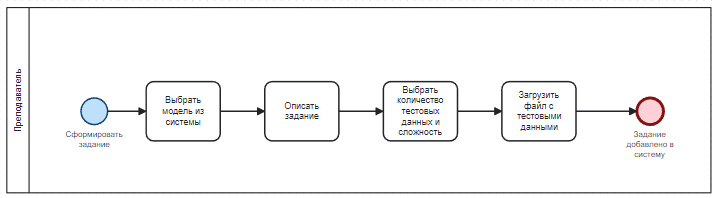 Преподаватель
Сформировать
задание
Выбрать
модель из
системы
Описать
задание
Выбрать
количество
тестовых
данных и
сложность
Загрузить
файл с
тестовыми
данными
Задание
добавлено в
систему